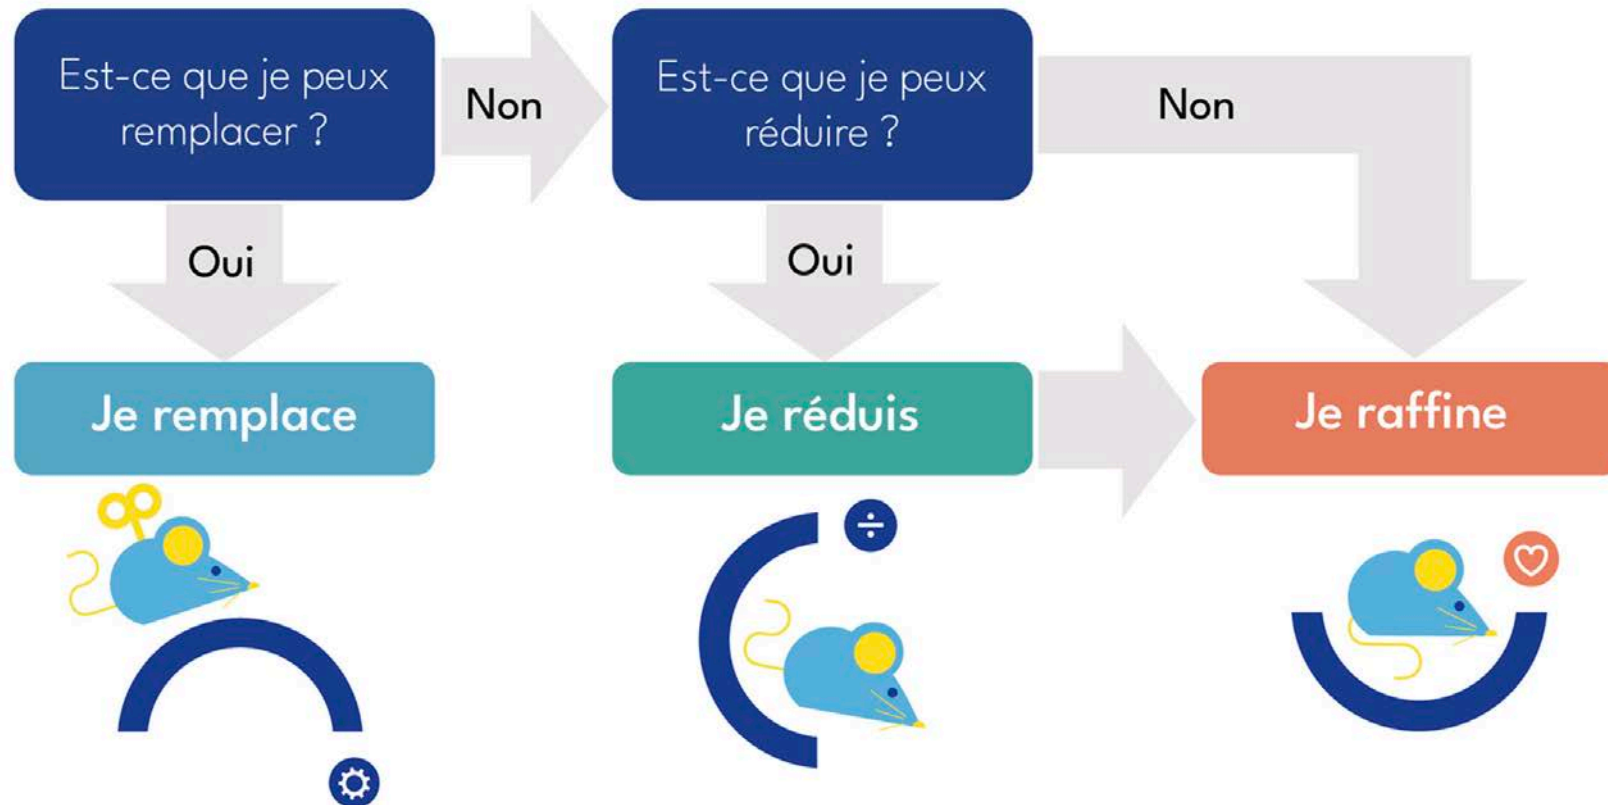 Est-ce que je peux
remplacer ?
Non
Est-ce que je peux
réduire ?
Non
Oui
Oui
Je remplace
Je réduis
Je raffine